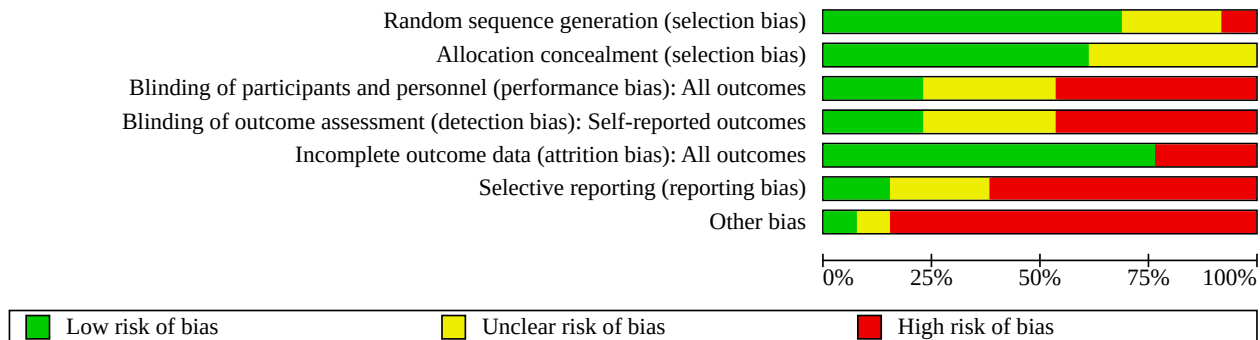 Random sequence generation (selection bias)
Allocation concealment (selection bias)
Blinding of participants and personnel (performance bias): All outcomes
Blinding of outcome assessment (detection bias): Self-reported outcomes
Incomplete outcome data (attrition bias): All outcomes
Selective reporting (reporting bias)
Other bias
0% 25% 50% 75% 100%
Low risk of bias Unclear risk of bias High risk of bias